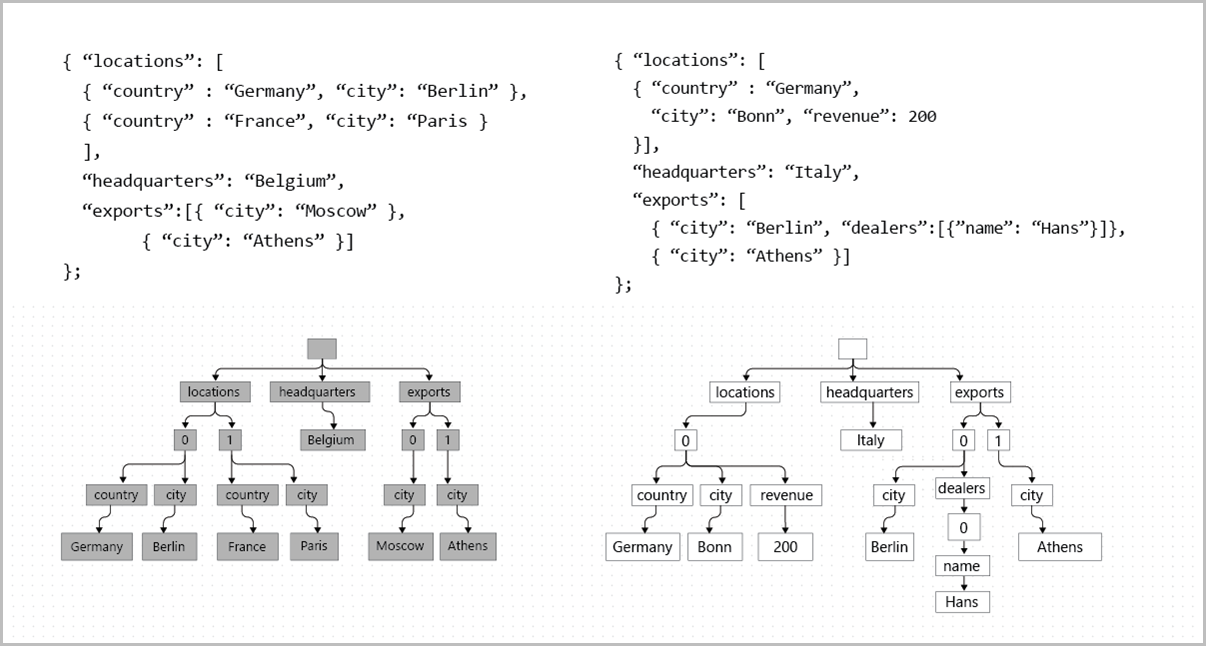 { “locations”: [
{ “country” : “Germany”, “city”: “Berlin” },
{ “country” : “France”, “city”: “Paris }
],
“headquarters”: “Belgium”,
“exports”:[{ “city”: “Moscow” },
{ “city”: “Athens” }]
};
{ “locations”: [
{ “country” : “Germany”,
“city”: “Bonn”, “revenue”: 200
}],
“headquarters”: “Italy”,
“exports”: [
{ “city”: “Berlin”, “dealers”:[{”name”: “Hans”}]},
{ “city”: “Athens” }]
};
locations headquarters exports
0 1 Belgium 0 1
country city country city city city
Germany Berlin France Paris Moscow Athens
locations headquarters exports
0 Italy 0 1
country city revenue city dealers city
Germany Bonn 200 Berlin 0 Athens
name
Hans